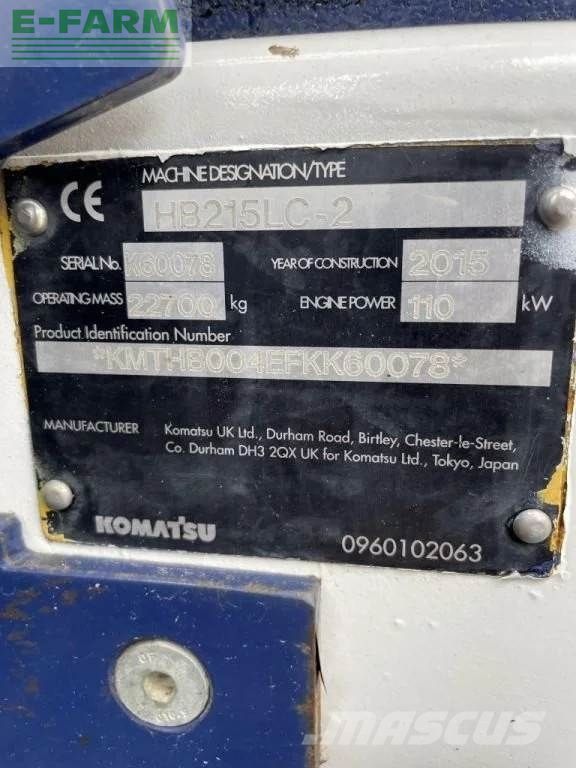 E-FARM
CE
MACHINE DESIGNATION/TYPE
HB215LC-2
SERIAL No. K60078 YEAR OF CONSTRUCTION 2015
OPERATING MASS 22700 kg ENGINE POWER 110 kW
Product Identification Number
*KMTHB004EFKK60078*
MANUFACTURER Komatsu UK Ltd., Durham Road, Birtley, Chester-le-Street,
Co. Durham DH3 2QX UK for Komatsu Ltd., Tokyo, Japan
KOMATSU
0960102063
mascus